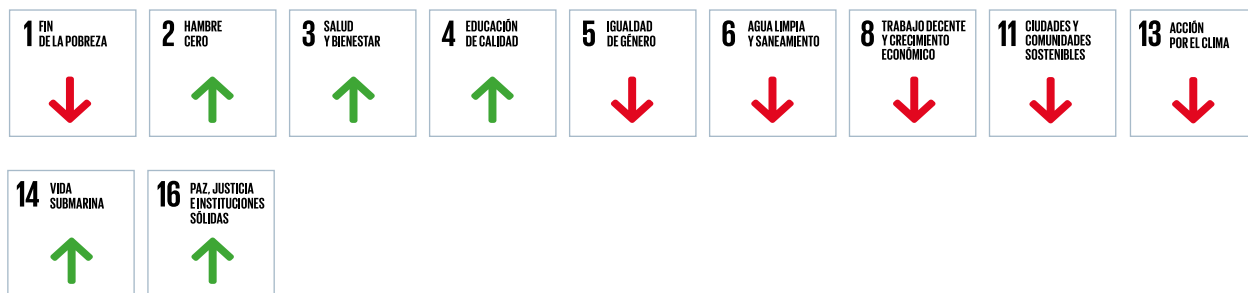 1 FIN
DE LA POBREZA
2 HAMBRE
CERO
3 SALUD
Y BIENESTAR
4 EDUCACIÓN
DE CALIDAD
5 IGUALDAD
DE GÉNERO
6 AGUA LIMPIA
Y SANEAMIENTO
8 TRABAJO DECENTE
Y CRECIMIENTO
ECONÓMICO
11 CIUDADES Y
COMUNIDADES
SOSTENIBLES
13 ACCIÓN
POR EL CLIMA
14 VIDA
SUBMARINA
16 PAZ, JUSTICIA
E INSTITUCIONES
SÓLIDAS